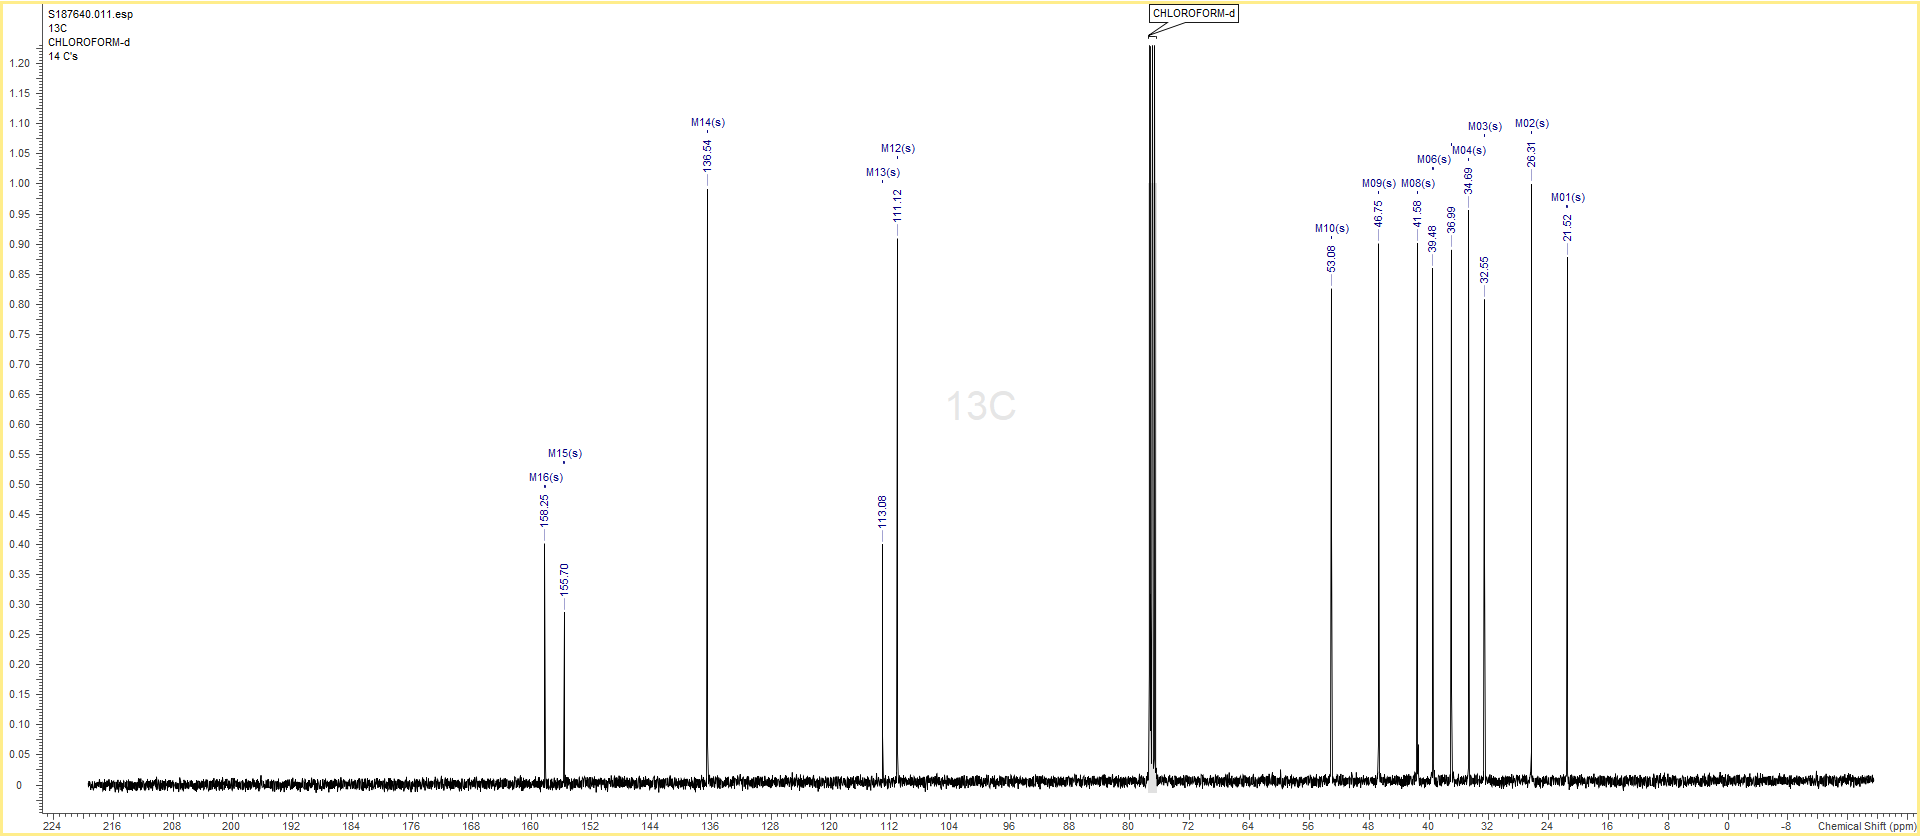 S187640.011.esp
13C
CHLOROFORM-d
14 C's
CHLOROFORM-d
M14(s)
136.54
M12(s)
M13(s)
111.12
113.08
M15(s)
M16(s)
158.25
155.70
M10(s)
53.08
M09(s)
46.75
M08(s)
41.58
M06(s)
39.48
36.99
M04(s)
34.69
M03(s)
32.55
M02(s)
26.31
M01(s)
21.52
13C
1.20
1.15
1.10
1.05
1.00
0.95
0.90
0.85
0.80
0.75
0.70
0.65
0.60
0.55
0.50
0.45
0.40
0.35
0.30
0.25
0.20
0.15
0.10
0.05
0
224 216 208 200 192 184 176 168 160 152 144 136 128 120 112 104 96 88 80 72 64 56 48 40 32 24 16 8 0 -8 Chemical Shift (ppm)